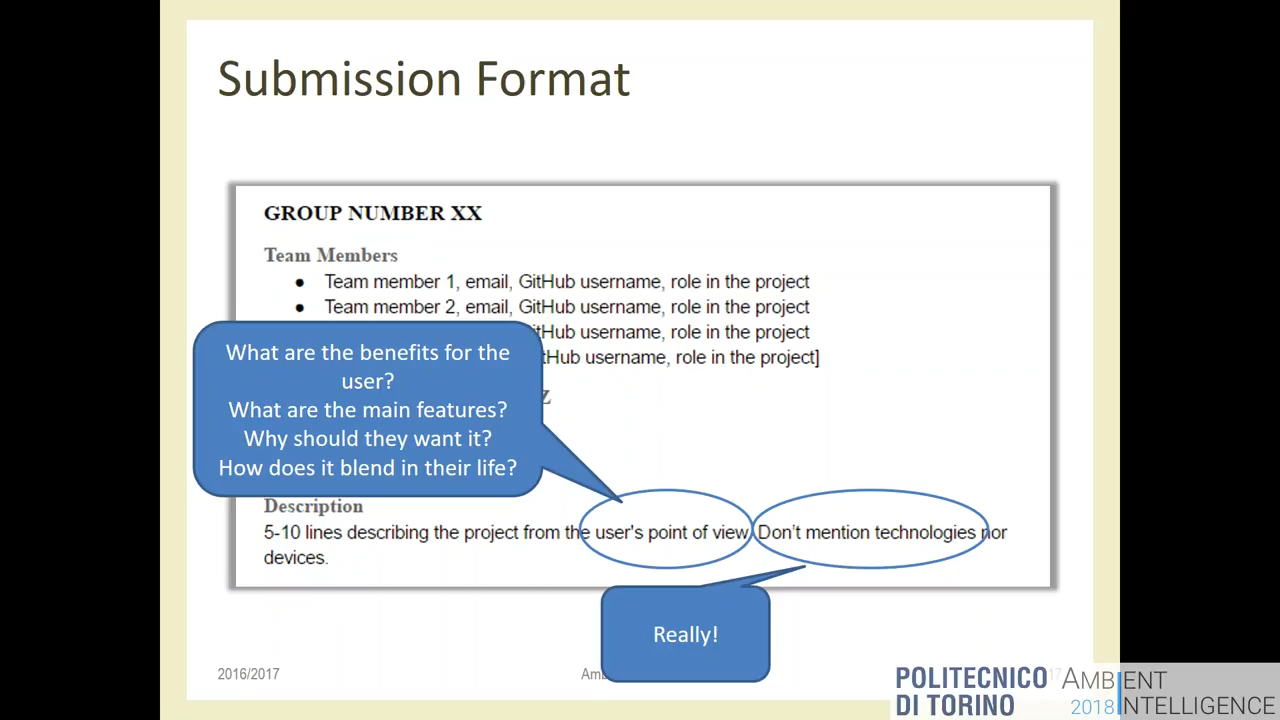 Submission Format
GROUP NUMBER XX
Team Members
● Team member 1, email, GitHub username, role in the project
● Team member 2, email, GitHub username, role in the project
role in the project
username, role in the project]
What are the benefits for the
user?
What are the main features?
Why should they want it?
How does it blend in their life?
Description
5-10 lines describing the project from the user's point of view. Don't mention technologies nor
devices.
Really!
2016/2017
POLITECNICO
DI TORINO
AMBIENT
2018 INTELLIGENCE